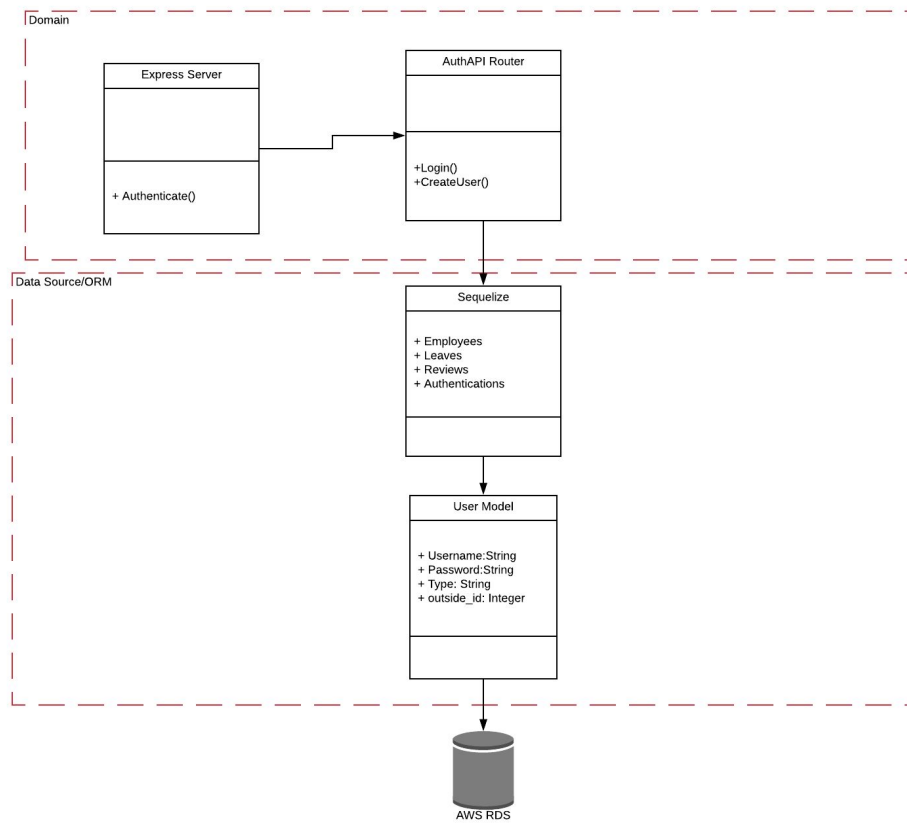 Domain
Express Server
AuthAPI Router
+ Authenticate()
+Login()
+CreateUser()
Data Source/ORM
Sequelize
+ Employees
+ Leaves
+ Reviews
+ Authentications
User Model
+ Username:String
+ Password:String
+ Type: String
+ outside_id: Integer
AWS RDS